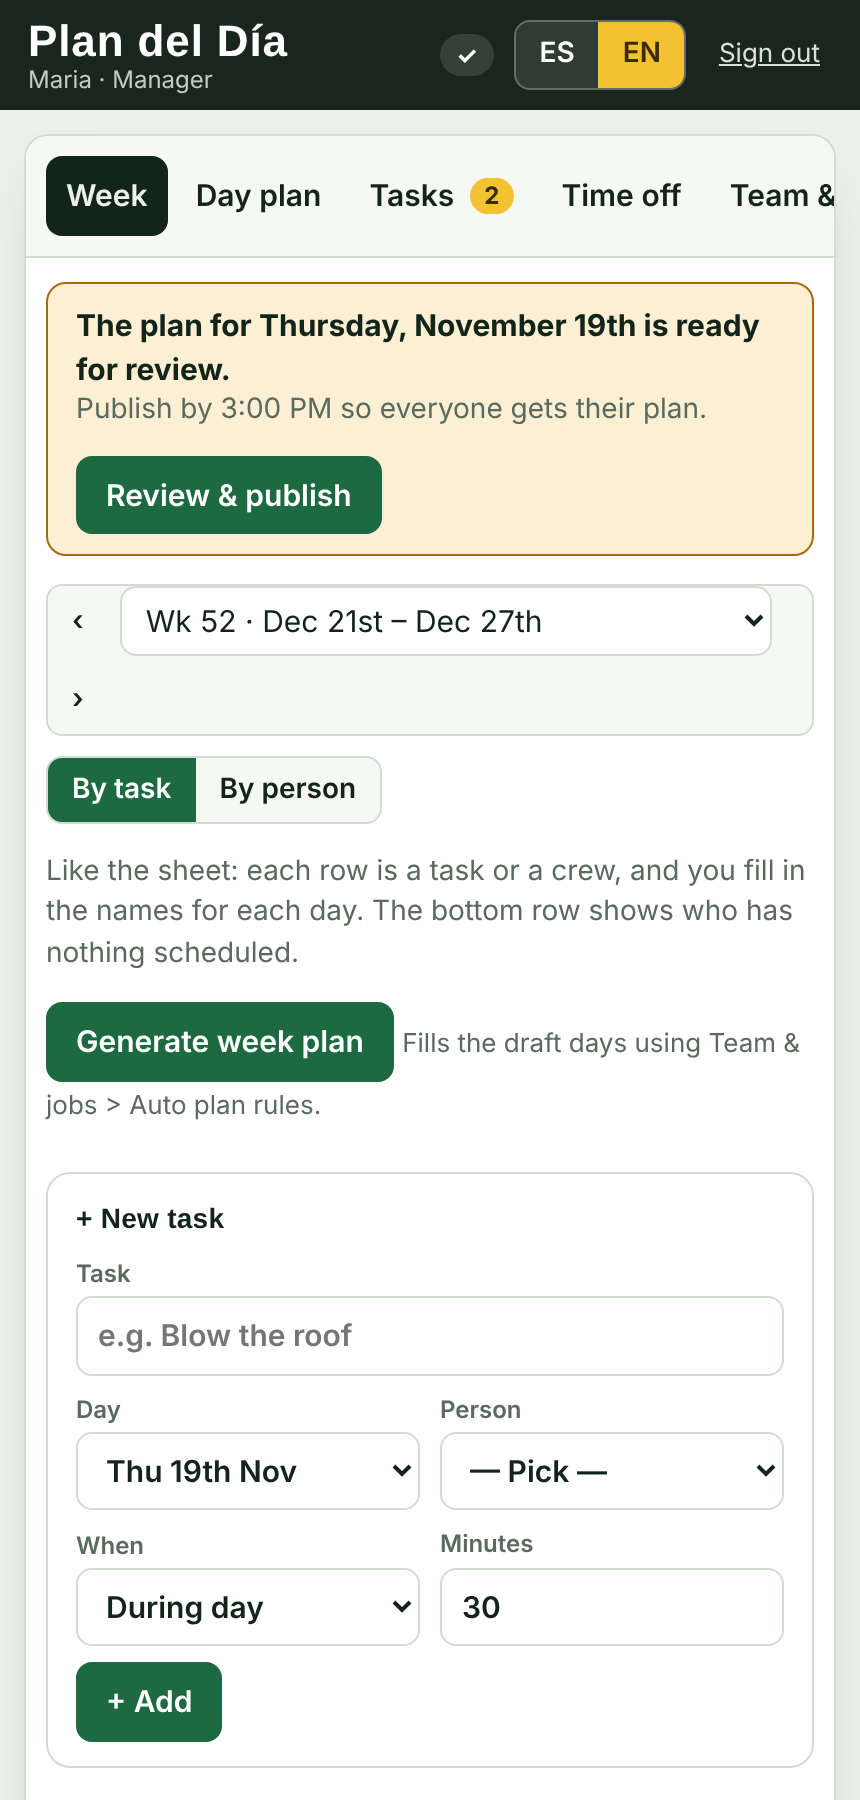 Plan del Día
Maria · Manager
✓
ES EN
Sign out
Week
Day plan
Tasks 2
Time off
Team &
The plan for Thursday, November 19th is ready
for review.
Publish by 3:00 PM so everyone gets their plan.
Review & publish
‹
Wk 52 · Dec 21st – Dec 27th
›
By task
By person
Like the sheet: each row is a task or a crew, and you fill in
the names for each day. The bottom row shows who has
nothing scheduled.
Generate week plan Fills the draft days using Team &
jobs > Auto plan rules.
+ New task
Task
e.g. Blow the roof
Day
Person
Thu 19th Nov
— Pick —
When
Minutes
During day
30
+ Add